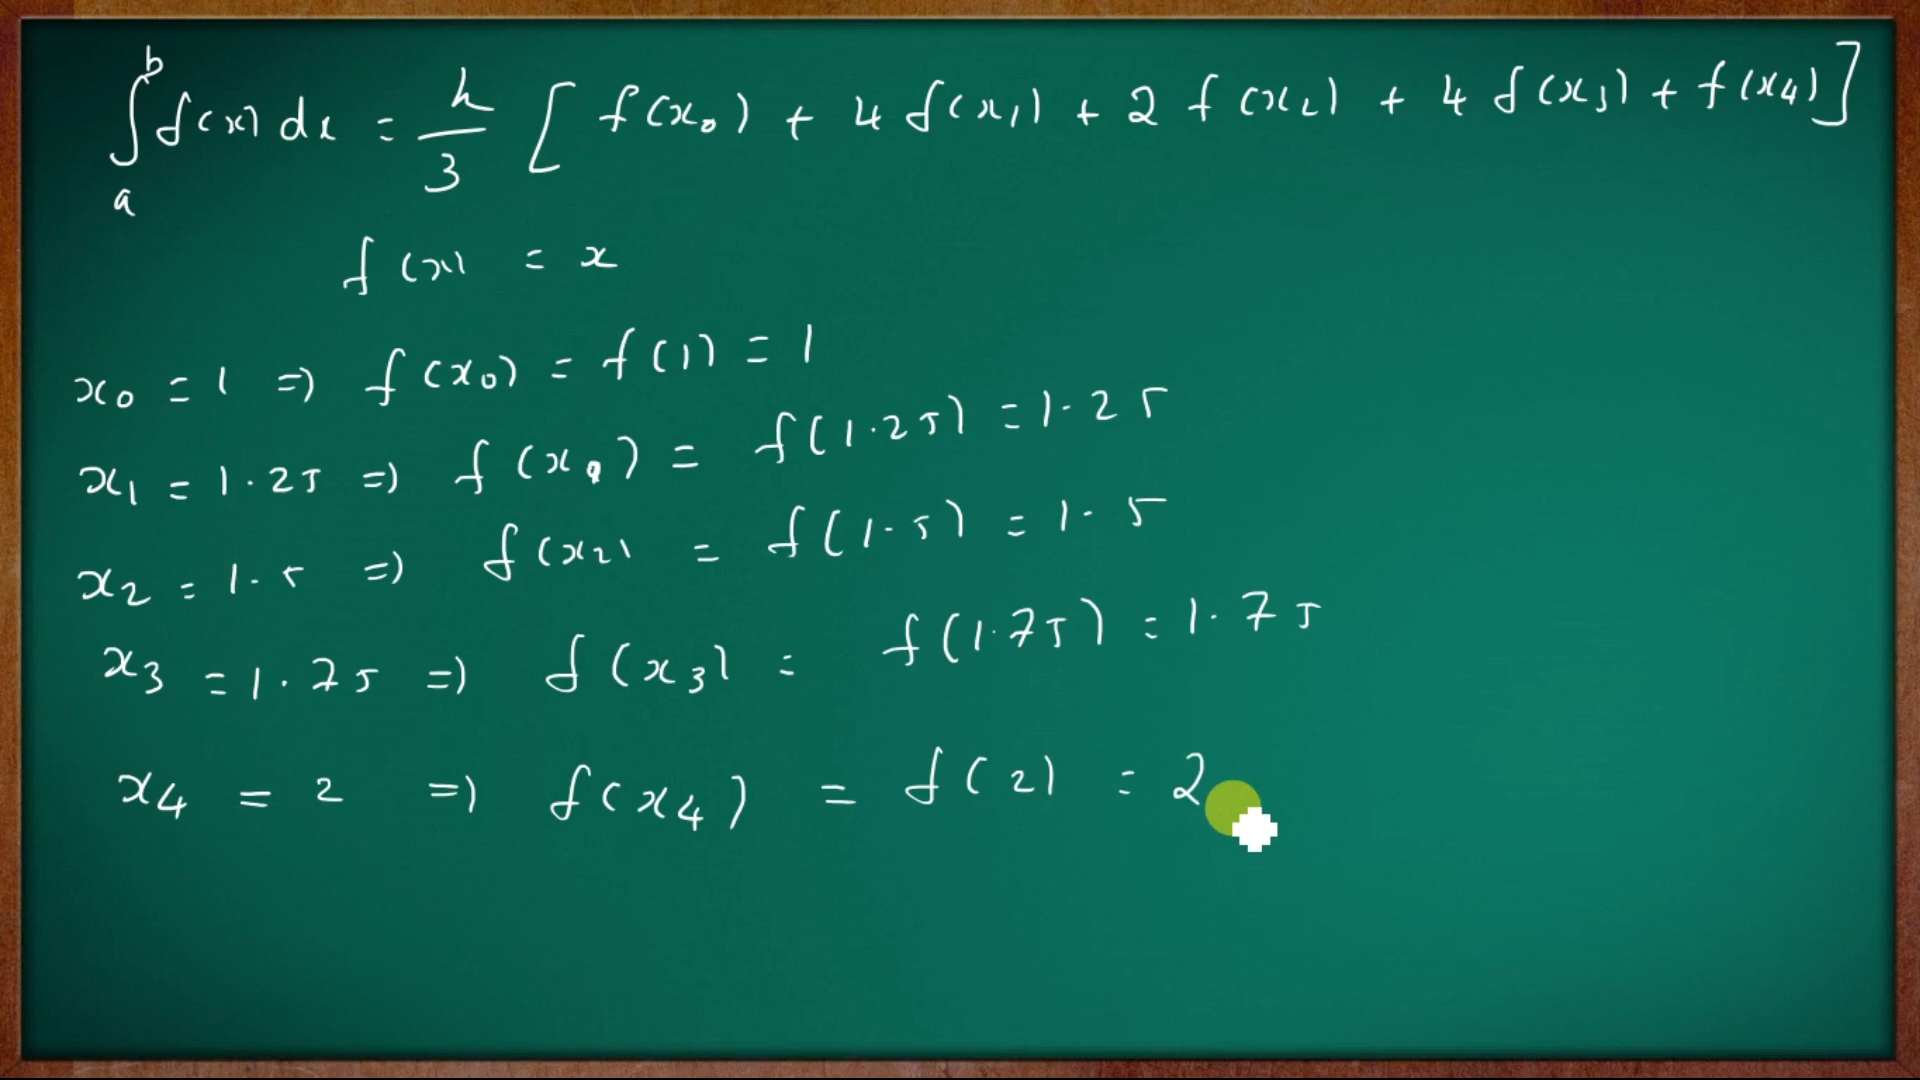 ∫ₐᵇ f(x) dx = h/3 [ f(x₀) + 4 f(x₁) + 2 f(x₂) + 4 f(x₃) + f(x₄) ]
f(x) = x
x₀ = 1 => f(x₀) = f(1) = 1
x₁ = 1.25 => f(x₁) = f(1.25) = 1.25
x₂ = 1.5 => f(x₂) = f(1.5) = 1.5
x₃ = 1.75 => f(x₃) = f(1.75) = 1.75
x₄ = 2 => f(x₄) = f(2) = 2